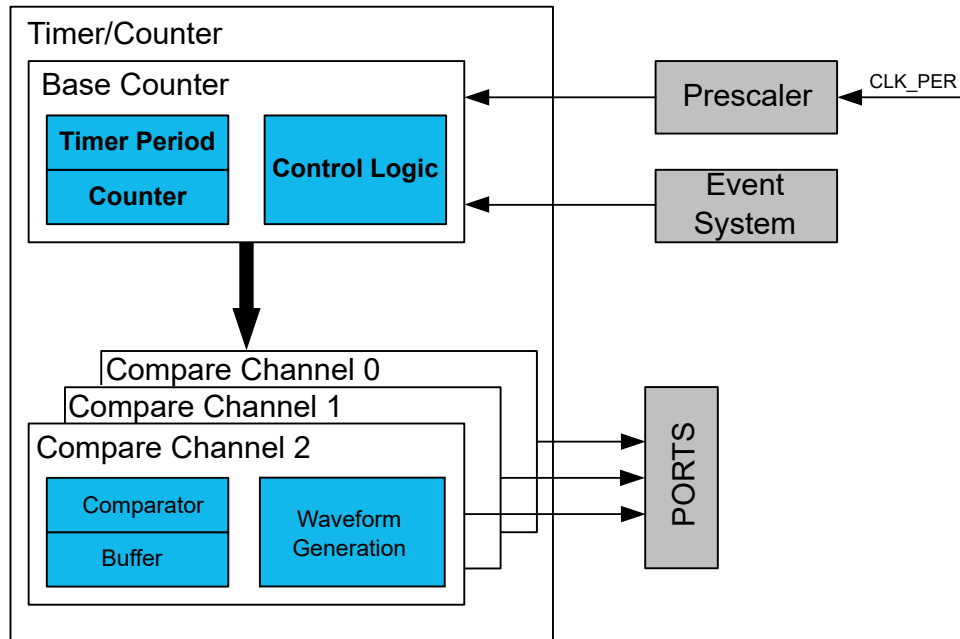 Timer/Counter
Base Counter
Timer Period
Counter
Control Logic
Prescaler
CLK_PER
Event
System
Compare Channel 0
Compare Channel 1
Compare Channel 2
Comparator
Buffer
Waveform
Generation
PORTS